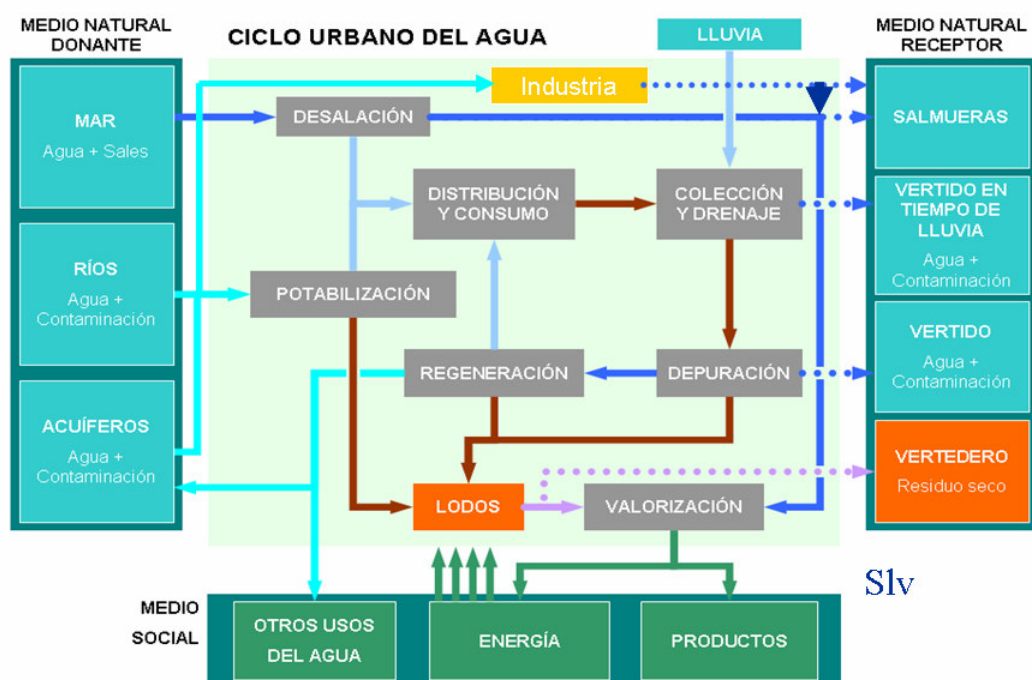 MEDIO NATURAL
DONANTE
CICLO URBANO DEL AGUA
LLUVIA
MEDIO NATURAL
RECEPTOR
Industria
MAR
Agua + Sales
DESALACIÓN
SALMUERAS
DISTRIBUCIÓN
Y CONSUMO
COLECCIÓN
Y DRENAJE
VERTIDO EN
TIEMPO DE
LLUVIA
Agua +
Contaminación
RÍOS
Agua +
Contaminación
POTABILIZACIÓN
REGENERACIÓN
DEPURACIÓN
VERTIDO
Agua +
Contaminación
ACUÍFEROS
Agua +
Contaminación
LODOS
VALORIZACIÓN
VERTEDERO
Residuo seco
Slv
MEDIO
SOCIAL
OTROS USOS
DEL AGUA
ENERGÍA
PRODUCTOS